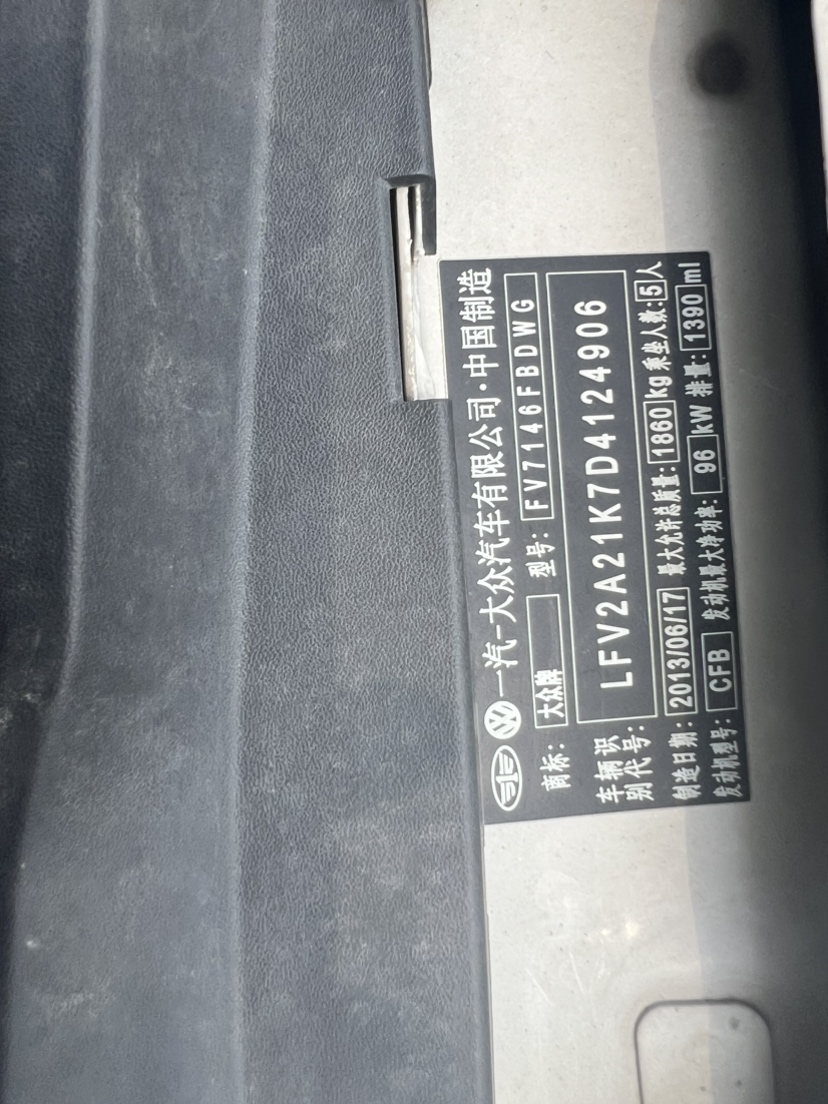 一汽-大众汽车有限公司·中国制造
商标: 大众牌 型号: FV7146FBDWG
车辆识别代号: LFV2A21K7D4124906
制造日期: 2013/06/17 最大允许总质量: 1860 kg 乘坐人数: 5 人
发动机型号: CFB 发动机最大净功率: 96 kW 排量: 1390 ml